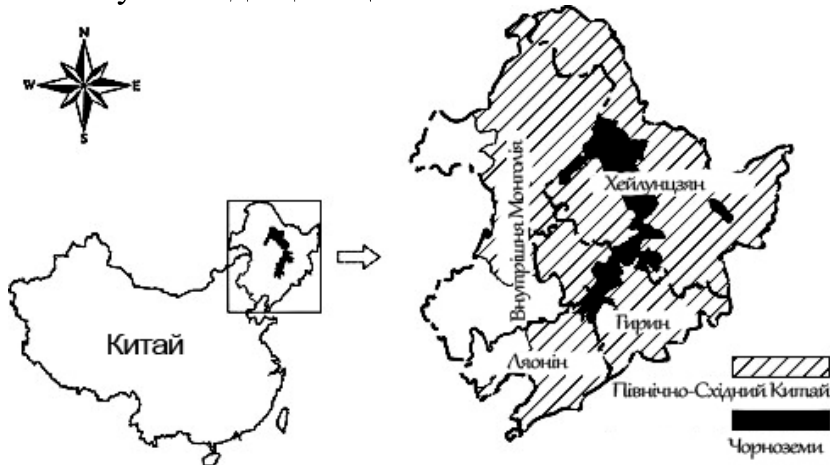 N
W E
S
Китай
Внутрішня Монголія
Хейлунцзян
Гирин
Ляонін
Північно-Східний Китай
Чорноземи